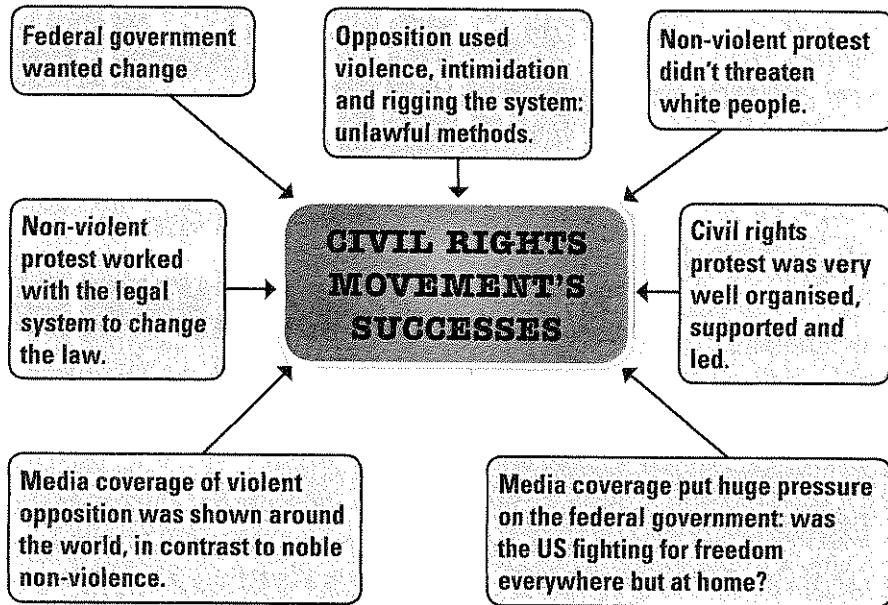 Federal government
wanted change
Opposition used
violence, intimidation
and rigging the system:
unlawful methods.
Non-violent protest
didn't threaten
white people.
Non-violent
protest worked
with the legal
system to change
the law.
CIVIL RIGHTS
MOVEMENT'S
SUCCESSES
Civil rights
protest was very
well organised,
supported and
led.
Media coverage of violent
opposition was shown around
the world, in contrast to noble
non-violence.
Media coverage put huge pressure
on the federal government: was
the US fighting for freedom
everywhere but at home?